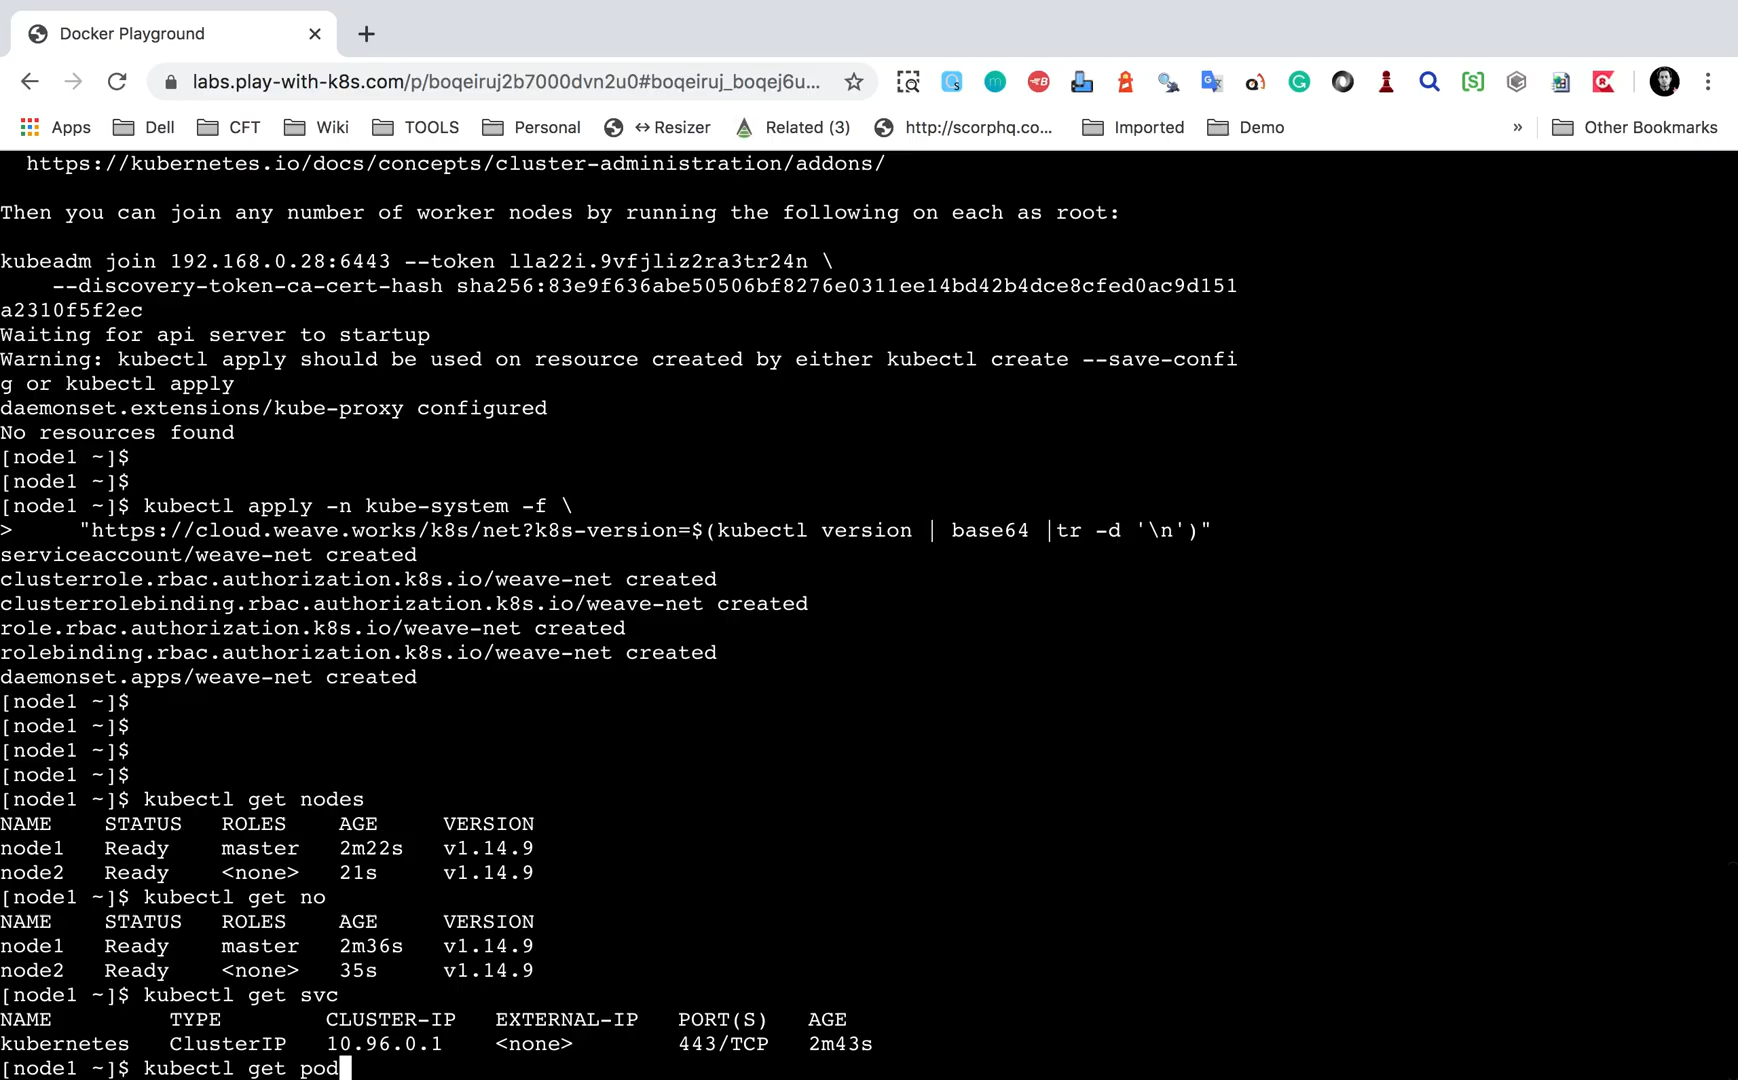 Docker Playground
labs.play-with-k8s.com/p/boqeiruj2b7000dvn2u0#boqeiruj_boqej6u...
Apps Dell CFT Wiki TOOLS Personal ↔Resizer Related (3) http://scorphq.co... Imported Demo » Other Bookmarks
https://kubernetes.io/docs/concepts/cluster-administration/addons/
Then you can join any number of worker nodes by running the following on each as root:
kubeadm join 192.168.0.28:6443 --token lla22i.9vfjliz2ra3tr24n \
--discovery-token-ca-cert-hash sha256:83e9f636abe50506bf8276e0311ee14bd42b4dce8cfed0ac9d151
a2310f5f2ec
Waiting for api server to startup
Warning: kubectl apply should be used on resource created by either kubectl create --save-confi
g or kubectl apply
daemonset.extensions/kube-proxy configured
No resources found
[node1 ~]$
[node1 ~]$
[node1 ~]$ kubectl apply -n kube-system -f \
>     "https://cloud.weave.works/k8s/net?k8s-version=$(kubectl version | base64 |tr -d '\n')"
serviceaccount/weave-net created
clusterrole.rbac.authorization.k8s.io/weave-net created
clusterrolebinding.rbac.authorization.k8s.io/weave-net created
role.rbac.authorization.k8s.io/weave-net created
rolebinding.rbac.authorization.k8s.io/weave-net created
daemonset.apps/weave-net created
[node1 ~]$
[node1 ~]$
[node1 ~]$
[node1 ~]$
[node1 ~]$ kubectl get nodes
NAME    STATUS   ROLES    AGE     VERSION
node1   Ready    master   2m22s   v1.14.9
node2   Ready    <none>   21s     v1.14.9
[node1 ~]$ kubectl get no
NAME    STATUS   ROLES    AGE     VERSION
node1   Ready    master   2m36s   v1.14.9
node2   Ready    <none>   35s     v1.14.9
[node1 ~]$ kubectl get svc
NAME         TYPE        CLUSTER-IP   EXTERNAL-IP   PORT(S)   AGE
kubernetes   ClusterIP   10.96.0.1    <none>        443/TCP   2m43s
[node1 ~]$ kubectl get pod